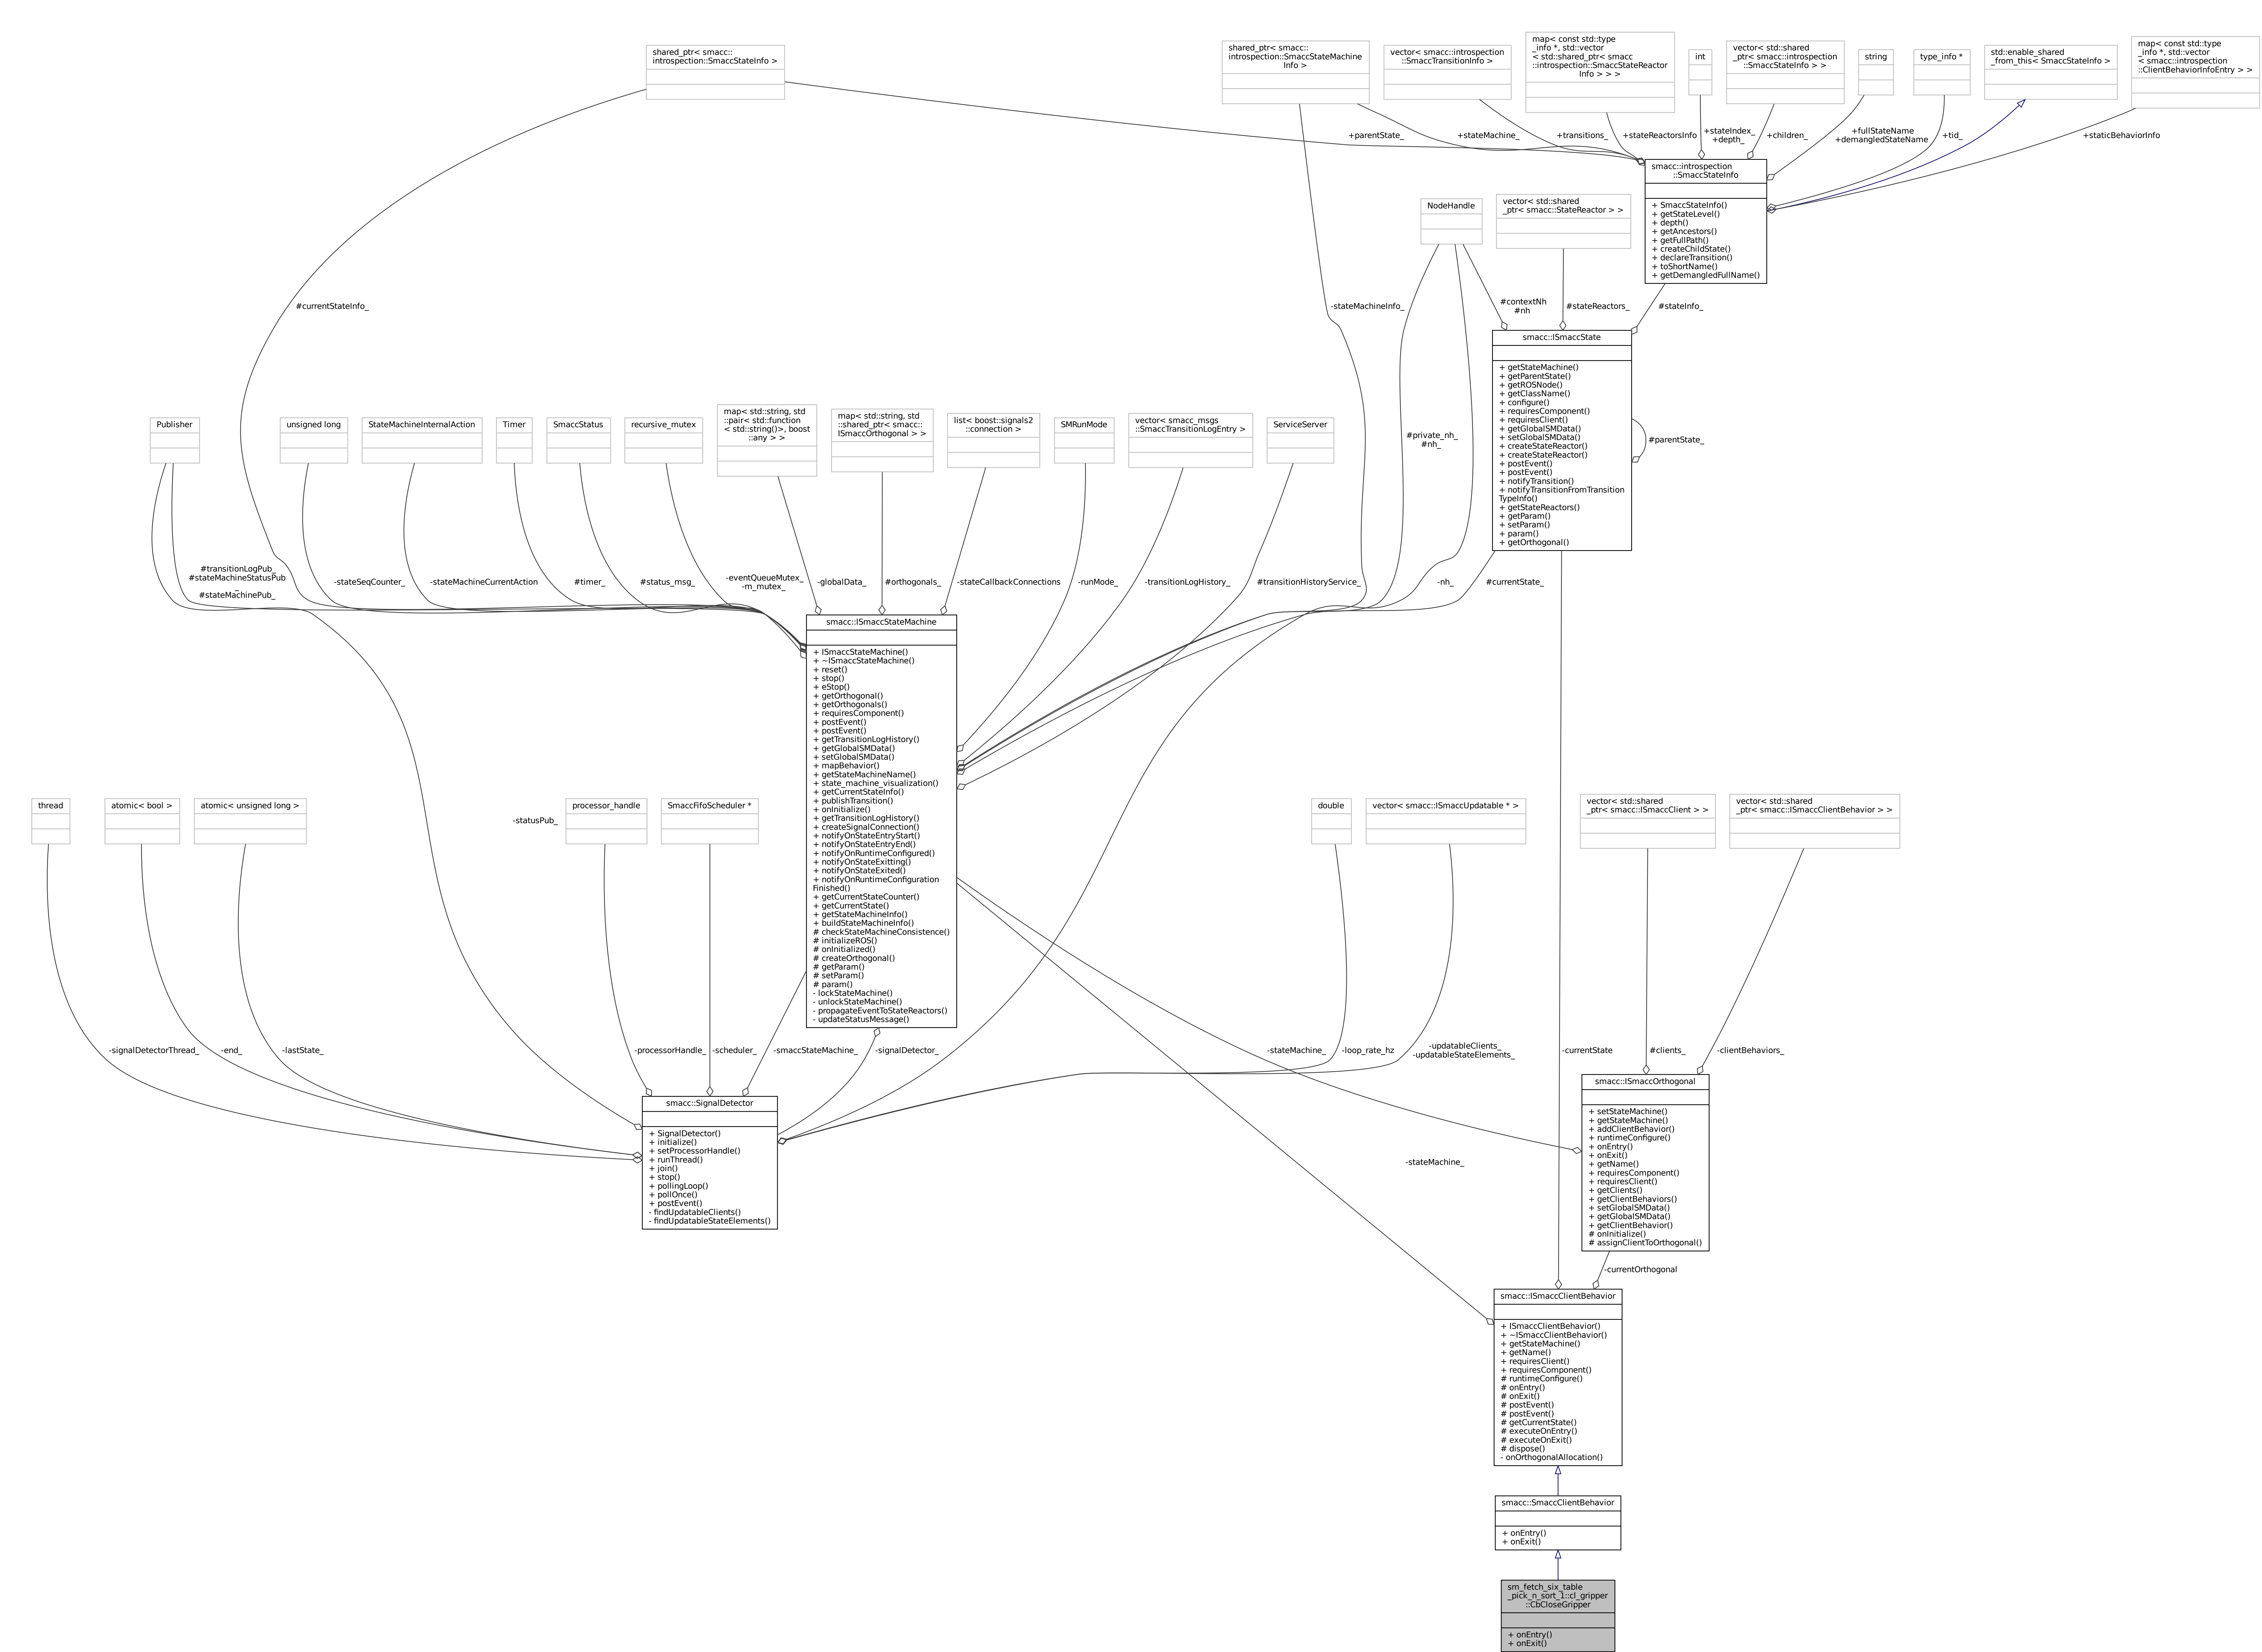 shared_ptr< smacc::
introspection::SmaccStateInfo >
shared_ptr< smacc::
introspection::SmaccStateMachine
Info >
vector< smacc::introspection
::SmaccTransitionInfo >
map< const std::type
_info *, std::vector
< std::shared_ptr< smacc
::introspection::SmaccStateReactor
Info > > >
int
vector< std::shared
_ptr< smacc::introspection
::SmaccStateInfo > >
string
type_info *
std::enable_shared
_from_this< SmaccStateInfo >
map< const std::type
_info *, std::vector
< smacc::introspection
::ClientBehaviorInfoEntry > >
+parentState_
+stateMachine_
+transitions_
+stateReactorsInfo
+stateIndex_
+depth_
+children_
+fullStateName
+demangledStateName
+tid_
+staticBehaviorInfo
smacc::introspection
::SmaccStateInfo
+ SmaccStateInfo()
+ getStateLevel()
+ depth()
+ getAncestors()
+ getFullPath()
+ createChildState()
+ declareTransition()
+ toShortName()
+ getDemangledFullName()
NodeHandle
vector< std::shared
_ptr< smacc::StateReactor > >
#currentStateInfo_
-stateMachineInfo_
#contextNh
#nh
#stateReactors_
#stateInfo_
smacc::ISmaccState
+ getStateMachine()
+ getParentState()
+ getROSNode()
+ getClassName()
+ configure()
+ requiresComponent()
+ requiresClient()
+ getGlobalSMData()
+ setGlobalSMData()
+ createStateReactor()
+ createStateReactor()
+ postEvent()
+ postEvent()
+ notifyTransition()
+ notifyTransitionFromTransition
TypeInfo()
+ getStateReactors()
+ getParam()
+ setParam()
+ param()
+ getOrthogonal()
#parentState_
#private_nh_
#nh_
Publisher
unsigned long
StateMachineInternalAction
Timer
SmaccStatus
recursive_mutex
map< std::string, std
::pair< std::function
< std::string()>, boost
::any > >
map< std::string, std
::shared_ptr< smacc::
ISmaccOrthogonal > >
list< boost::signals2
::connection >
SMRunMode
vector< smacc_msgs
::SmaccTransitionLogEntry >
ServiceServer
#transitionLogPub_
#stateMachineStatusPub
_
#stateMachinePub_
-stateSeqCounter_
-stateMachineCurrentAction
#timer_
#status_msg_
-eventQueueMutex_
-m_mutex_
-globalData_
#orthogonals_
-stateCallbackConnections
-runMode_
-transitionLogHistory_
#transitionHistoryService_
-nh_
#currentState_
smacc::ISmaccStateMachine
+ ISmaccStateMachine()
+ ~ISmaccStateMachine()
+ reset()
+ stop()
+ eStop()
+ getOrthogonal()
+ getOrthogonals()
+ requiresComponent()
+ postEvent()
+ postEvent()
+ getTransitionLogHistory()
+ getGlobalSMData()
+ setGlobalSMData()
+ mapBehavior()
+ getStateMachineName()
+ state_machine_visualization()
+ getCurrentStateInfo()
+ publishTransition()
+ onInitialize()
+ getTransitionLogHistory()
+ createSignalConnection()
+ notifyOnStateEntryStart()
+ notifyOnStateEntryEnd()
+ notifyOnRuntimeConfigured()
+ notifyOnStateExitting()
+ notifyOnStateExited()
+ notifyOnRuntimeConfiguration
Finished()
+ getCurrentStateCounter()
+ getCurrentState()
+ getStateMachineInfo()
+ buildStateMachineInfo()
# checkStateMachineConsistence()
# initializeROS()
# onInitialized()
# createOrthogonal()
# getParam()
# setParam()
# param()
- lockStateMachine()
- unlockStateMachine()
- propagateEventToStateReactors()
- updateStatusMessage()
thread
atomic< bool >
atomic< unsigned long >
-statusPub_
processor_handle
SmaccFifoScheduler *
double
vector< smacc::ISmaccUpdatable * >
vector< std::shared
_ptr< smacc::ISmaccClient > >
vector< std::shared
_ptr< smacc::ISmaccClientBehavior > >
-signalDetectorThread_
-end_
-lastState_
-processorHandle_
-scheduler_
-smaccStateMachine_
-signalDetector_
-stateMachine_
-loop_rate_hz
-updatableClients_
-updatableStateElements_
-currentState
#clients_
-clientBehaviors_
smacc::SignalDetector
+ SignalDetector()
+ initialize()
+ setProcessorHandle()
+ runThread()
+ join()
+ stop()
+ pollingLoop()
+ pollOnce()
+ postEvent()
- findUpdatableClients()
- findUpdatableStateElements()
smacc::ISmaccOrthogonal
+ setStateMachine()
+ getStateMachine()
+ addClientBehavior()
+ runtimeConfigure()
+ onEntry()
+ onExit()
+ getName()
+ requiresComponent()
+ requiresClient()
+ getClients()
+ getClientBehaviors()
+ setGlobalSMData()
+ getGlobalSMData()
+ getClientBehavior()
# onInitialize()
# assignClientToOrthogonal()
-stateMachine_
-currentOrthogonal
smacc::ISmaccClientBehavior
+ ISmaccClientBehavior()
+ ~ISmaccClientBehavior()
+ getStateMachine()
+ getName()
+ requiresClient()
+ requiresComponent()
# runtimeConfigure()
# onEntry()
# onExit()
# postEvent()
# postEvent()
# getCurrentState()
# executeOnEntry()
# executeOnExit()
# dispose()
- onOrthogonalAllocation()
smacc::SmaccClientBehavior
+ onEntry()
+ onExit()
sm_fetch_six_table
_pick_n_sort_1::cl_gripper
::CbCloseGripper
+ onEntry()
+ onExit()